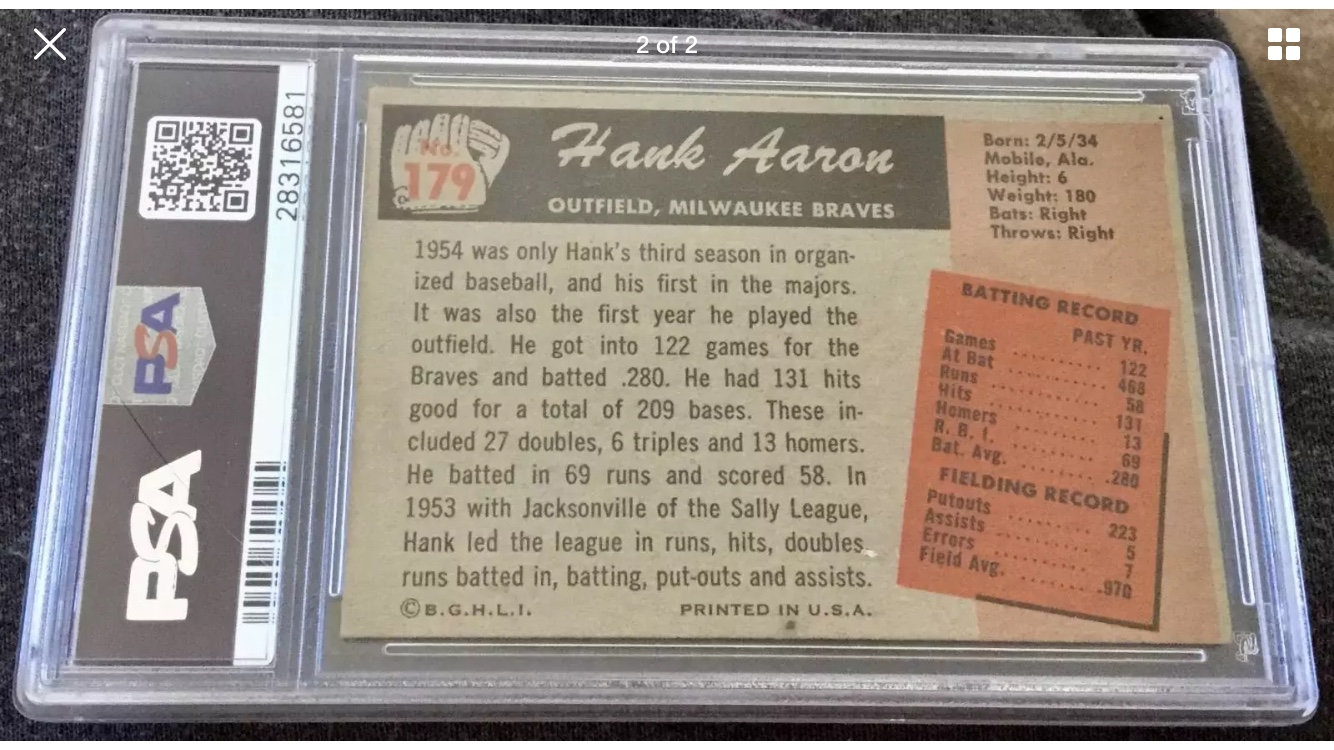 2 of 2
28316581
PSA
PSA
No.
179
Hank Aaron
OUTFIELD, MILWAUKEE BRAVES
Born: 2/5/34
Mobile, Ala.
Height: 6
Weight: 180
Bats: Right
Throws: Right
1954 was only Hank's third season in organ-
ized baseball, and his first in the majors.
It was also the first year he played the
outfield. He got into 122 games for the
Braves and batted .280. He had 131 hits
good for a total of 209 bases. These in-
cluded 27 doubles, 6 triples and 13 homers.
He batted in 69 runs and scored 58. In
1953 with Jacksonville of the Sally League,
Hank led the league in runs, hits, doubles,
runs batted in, batting, put-outs and assists.
©B.G.H.L.I. PRINTED IN U.S.A.
BATTING RECORD
PAST YR.
Games .......... 122
At Bat .......... 468
Runs .......... 58
Hits .......... 131
Homers .......... 13
R. B. I. .......... 69
Bat. Avg. .......... .280
FIELDING RECORD
Putouts .......... 223
Assists .......... 5
Errors .......... 7
Field Avg. .......... .970